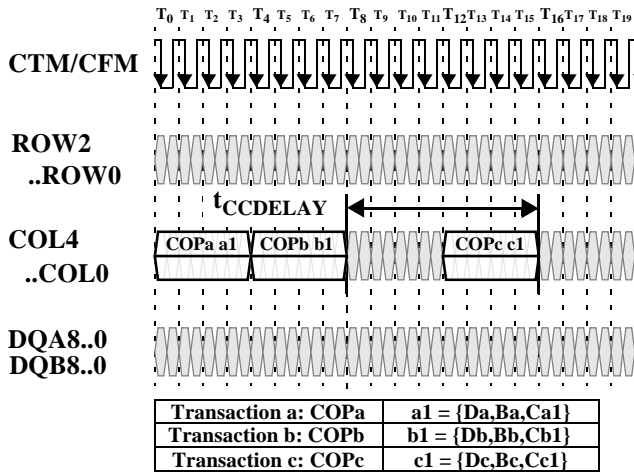 T0 T1 T2 T3 T4 T5 T6 T7 T8 T9 T10 T11 T12 T13 T14 T15 T16 T17 T18 T19
CTM/CFM
ROW2
..ROW0
tCCDELAY
COL4
..COL0
COPa a1 COPb b1 COPc c1
DQA8..0
DQB8..0
Transaction a: COPa a1 = {Da,Ba,Ca1}
Transaction b: COPb b1 = {Db,Bb,Cb1}
Transaction c: COPc c1 = {Dc,Bc,Cc1}